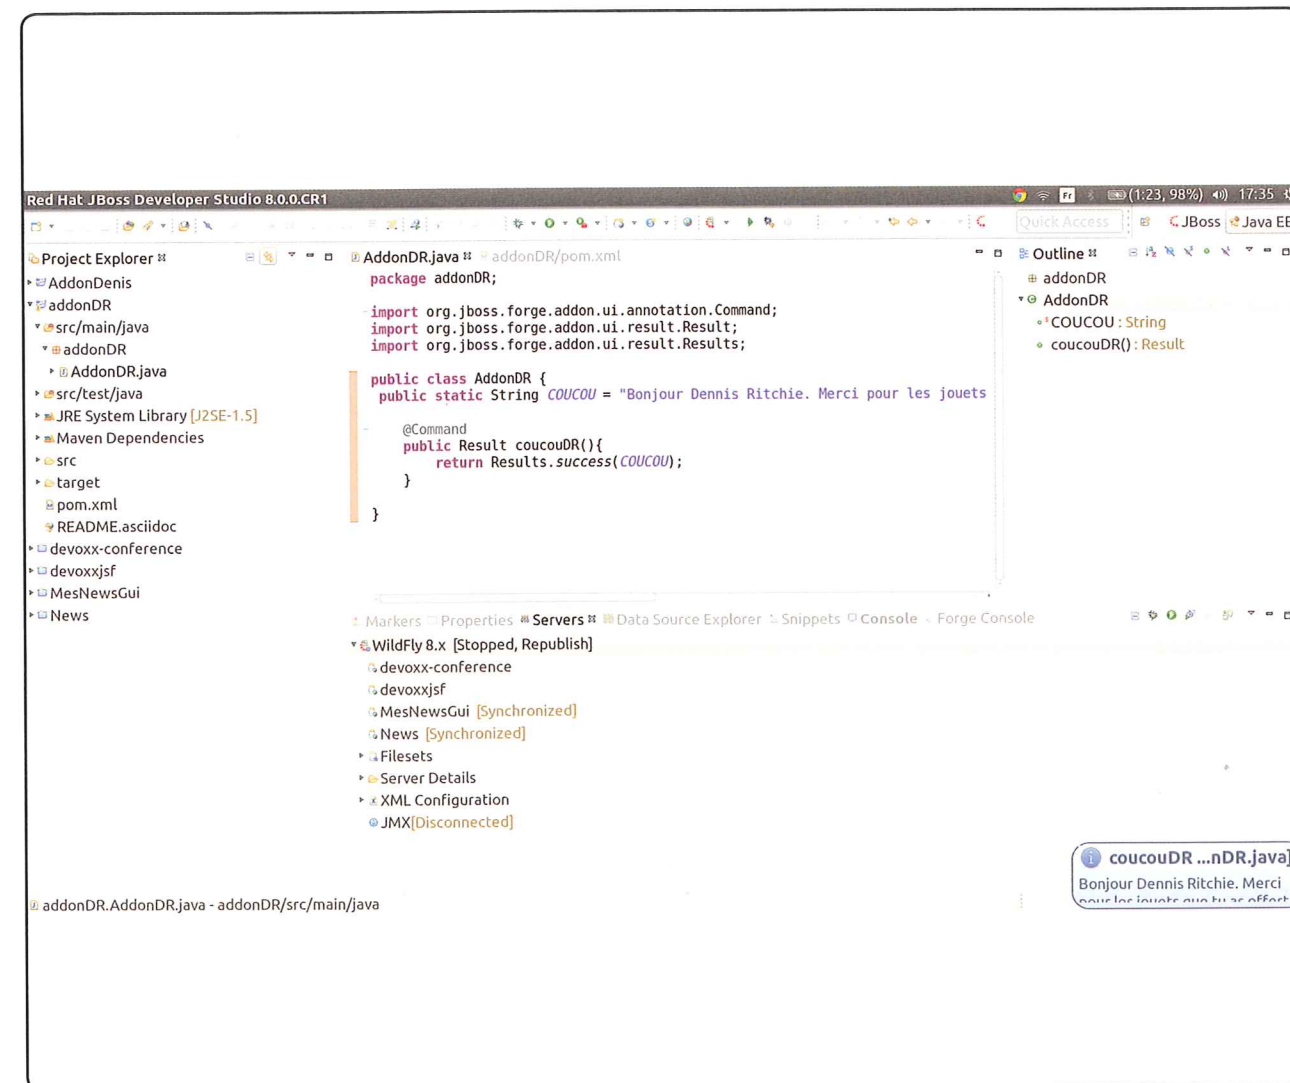 Red Hat JBoss Developer Studio 8.0.0.CR1
Fr (1:23, 98%) 17:35
Quick Access JBoss Java EE
Project Explorer
AddonDenis
addonDR
src/main/java
addonDR
AddonDR.java
src/test/java
JRE System Library [J2SE-1.5]
Maven Dependencies
src
target
pom.xml
README.asciidoc
devoxx-conference
devoxxjsf
MesNewsGui
News
AddonDR.java addonDR/pom.xml
package addonDR;
import org.jboss.forge.addon.ui.annotation.Command;
import org.jboss.forge.addon.ui.result.Result;
import org.jboss.forge.addon.ui.result.Results;
public class AddonDR {
public static String COUCOU = "Bonjour Dennis Ritchie. Merci pour les jouets
@Command
public Result coucouDR(){
return Results.success(COUCOU);
}
}
Outline
addonDR
AddonDR
COUCOU : String
coucouDR() : Result
Markers Properties Servers Data Source Explorer Snippets Console Forge Console
WildFly 8.x [Stopped, Republish]
devoxx-conference
devoxxjsf
MesNewsGui [Synchronized]
News [Synchronized]
Filesets
Server Details
XML Configuration
JMX[Disconnected]
coucouDR ...nDR.java]
Bonjour Dennis Ritchie. Merci
pour les jouets que tu as offert
addonDR.AddonDR.java - addonDR/src/main/java